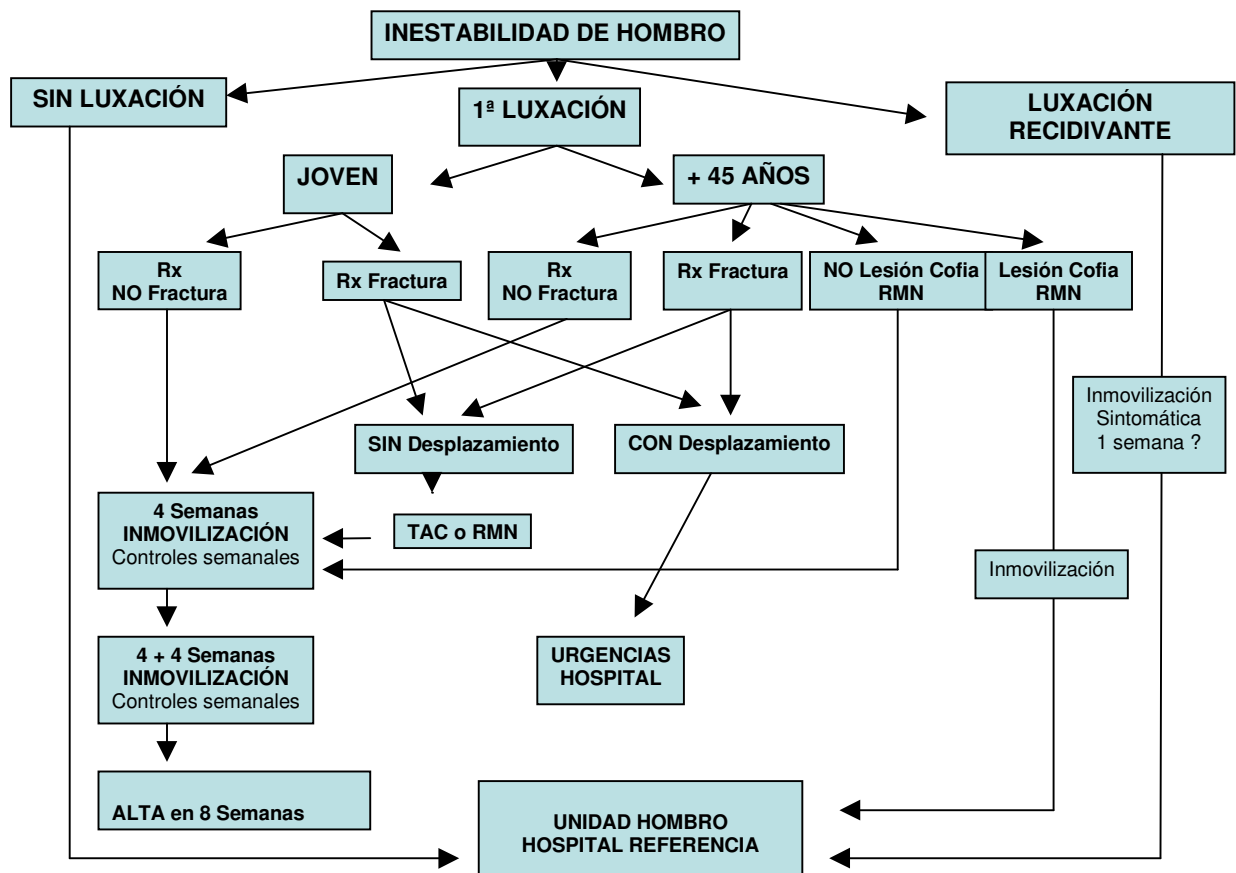 INESTABILIDAD DE HOMBRO
SIN LUXACIÓN
1ª LUXACIÓN
LUXACIÓN
RECIDIVANTE
JOVEN
+ 45 AÑOS
Rx
NO Fractura
Rx Fractura
Rx
NO Fractura
Rx Fractura
NO Lesión Cofia
RMN
Lesión Cofia
RMN
Inmovilización
Sintomática
1 semana ?
SIN Desplazamiento
CON Desplazamiento
4 Semanas
INMOVILIZACIÓN
Controles semanales
TAC o RMN
Inmovilización
4 + 4 Semanas
INMOVILIZACIÓN
Controles semanales
URGENCIAS
HOSPITAL
ALTA en 8 Semanas
UNIDAD HOMBRO
HOSPITAL REFERENCIA